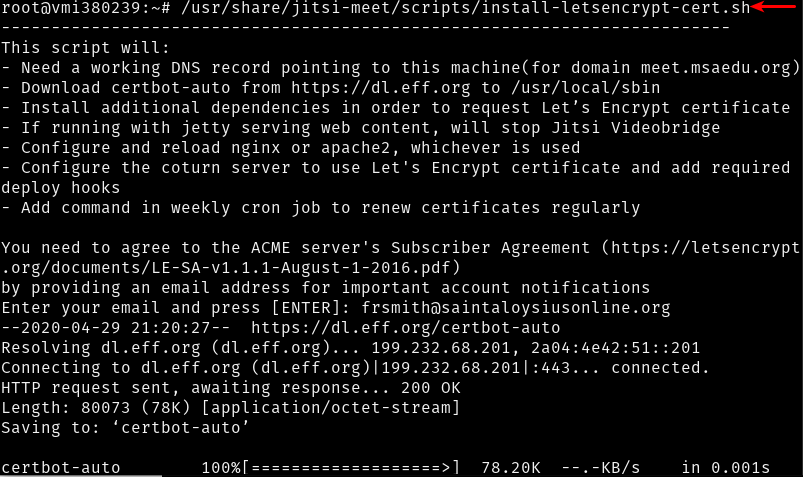 root@vmi380239:~# /usr/share/jitsi-meet/scripts/install-letsencrypt-cert.sh
-------------------------------------------------------------------------
This script will:
- Need a working DNS record pointing to this machine(for domain meet.msaedu.org)
- Download certbot-auto from https://dl.eff.org to /usr/local/sbin
- Install additional dependencies in order to request Let’s Encrypt certificate
- If running with jetty serving web content, will stop Jitsi Videobridge
- Configure and reload nginx or apache2, whichever is used
- Configure the coturn server to use Let's Encrypt certificate and add required
deploy hooks
- Add command in weekly cron job to renew certificates regularly

You need to agree to the ACME server's Subscriber Agreement (https://letsencrypt
.org/documents/LE-SA-v1.1.1-August-1-2016.pdf)
by providing an email address for important account notifications
Enter your email and press [ENTER]: frsmith@saintaloysiusonline.org
--2020-04-29 21:20:27--  https://dl.eff.org/certbot-auto
Resolving dl.eff.org (dl.eff.org)... 199.232.68.201, 2a04:4e42:51::201
Connecting to dl.eff.org (dl.eff.org)|199.232.68.201|:443... connected.
HTTP request sent, awaiting response... 200 OK
Length: 80073 (78K) [application/octet-stream]
Saving to: ‘certbot-auto’

certbot-auto        100%[===================>]  78.20K  --.-KB/s    in 0.001s